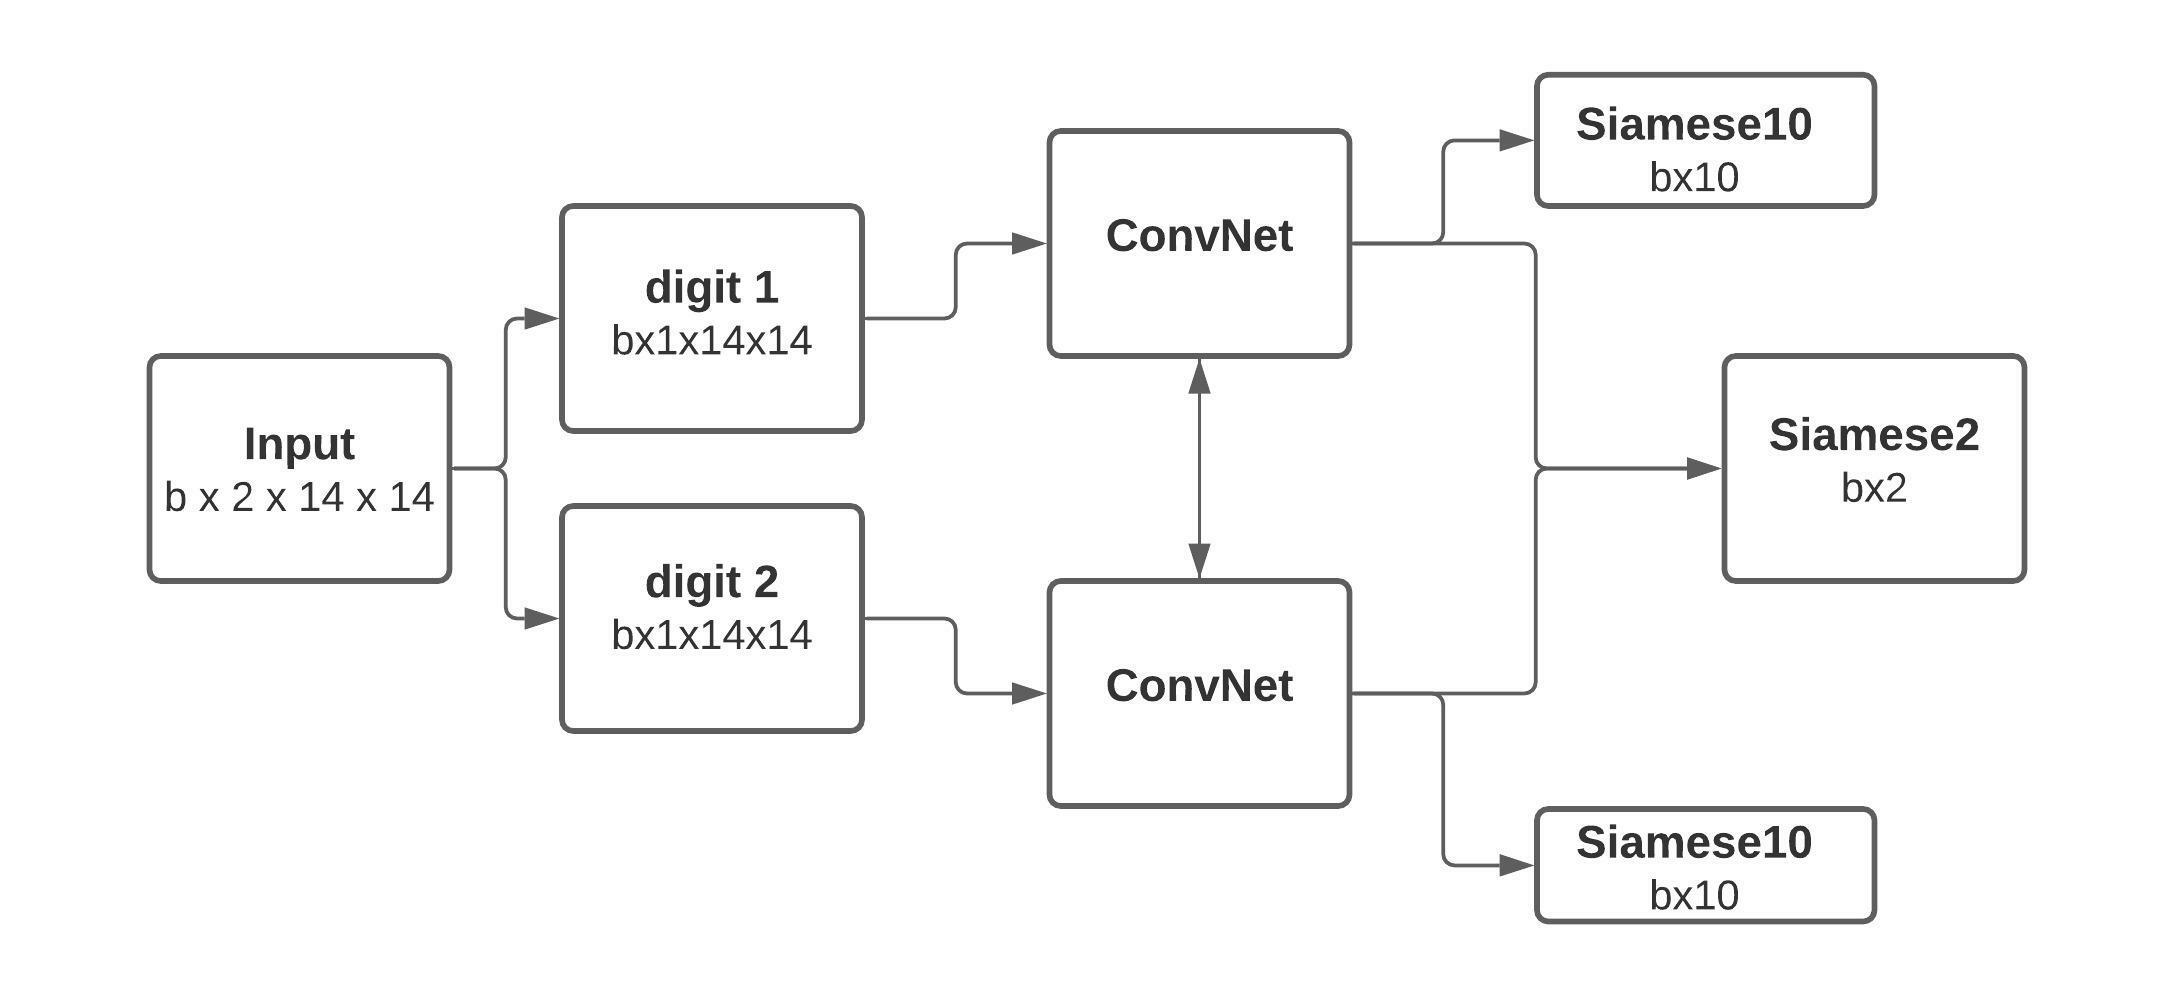 Input
b x 2 x 14 x 14
digit 1
bx1x14x14
digit 2
bx1x14x14
ConvNet
ConvNet
Siamese10
bx10
Siamese2
bx2
Siamese10
bx10